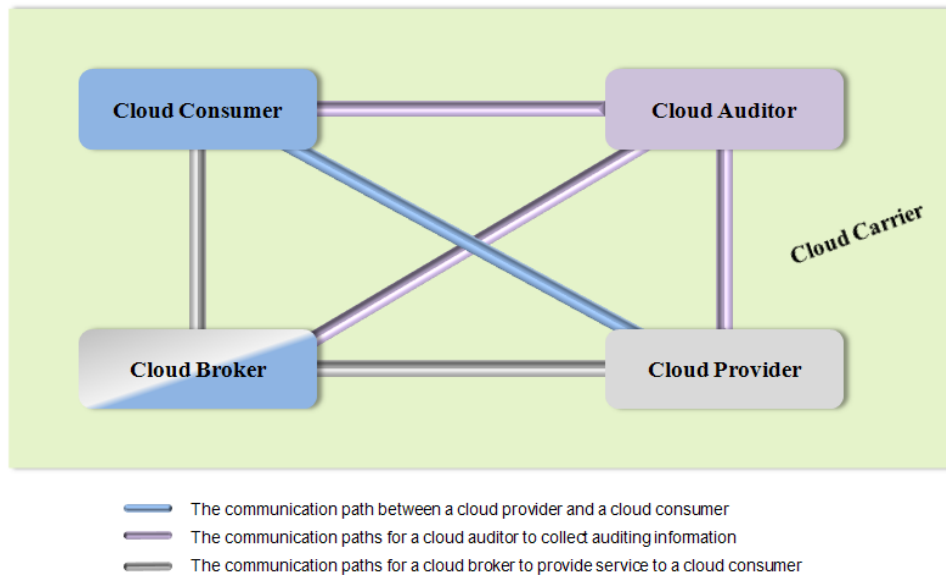 Cloud Consumer
Cloud Auditor
Cloud Carrier
Cloud Broker
Cloud Provider
The communication path between a cloud provider and a cloud consumer
The communication paths for a cloud auditor to collect auditing information
The communication paths for a cloud broker to provide service to a cloud consumer